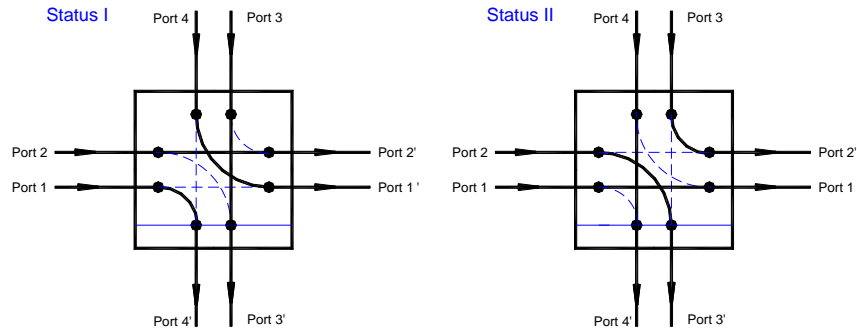 Status I
Port 4
Port 3
Port 2
Port 2'
Port 1
Port 1 '
Port 4'
Port 3'
Status II
Port 4
Port 3
Port 2
Port 2'
Port 1
Port 1
Port 4'
Port 3'